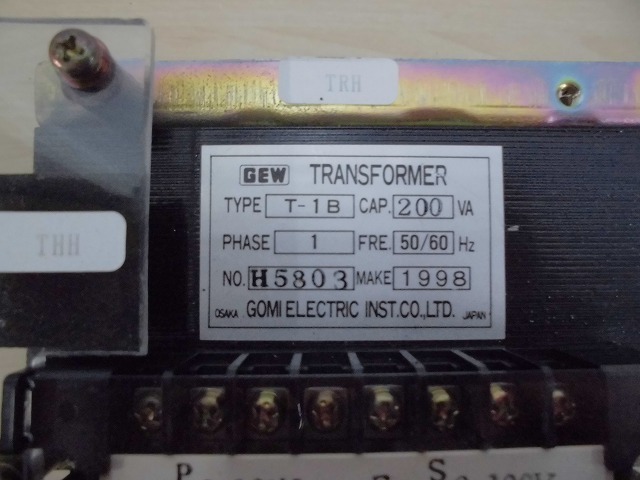 TRH
GEW TRANSFORMER
TYPE T-1B CAP. 200 VA
PHASE 1 FRE. 50/60 Hz
THH
NO. H5803 MAKE 1998
OSAKA GOMI ELECTRIC INST.CO.,LTD. JAPAN
P S